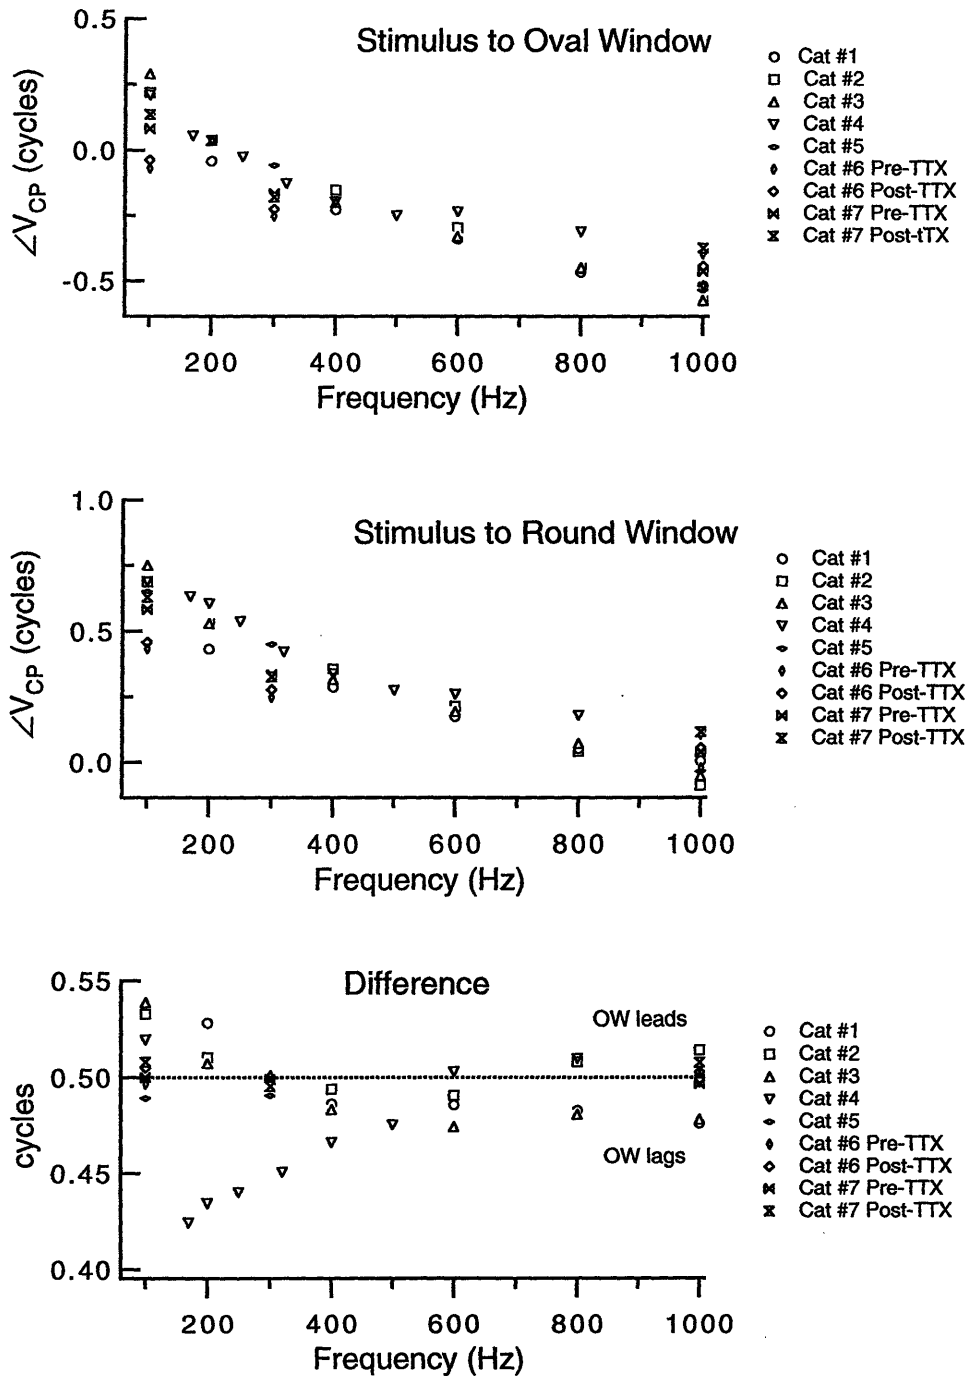 Stimulus to Oval Window
0.5
0.0
-0.5
∠VCP (cycles)
200 400 600 800 1000
Frequency (Hz)
Cat #1
Cat #2
Cat #3
Cat #4
Cat #5
Cat #6 Pre-TTX
Cat #6 Post-TTX
Cat #7 Pre-TTX
Cat #7 Post-tTX
Stimulus to Round Window
1.0
0.5
0.0
∠VCP (cycles)
200 400 600 800 1000
Frequency (Hz)
Cat #1
Cat #2
Cat #3
Cat #4
Cat #5
Cat #6 Pre-TTX
Cat #6 Post-TTX
Cat #7 Pre-TTX
Cat #7 Post-TTX
Difference
0.55
0.50
0.45
0.40
cycles
OW leads
OW lags
200 400 600 800 1000
Frequency (Hz)
Cat #1
Cat #2
Cat #3
Cat #4
Cat #5
Cat #6 Pre-TTX
Cat #6 Post-TTX
Cat #7 Pre-TTX
Cat #7 Post-TTX